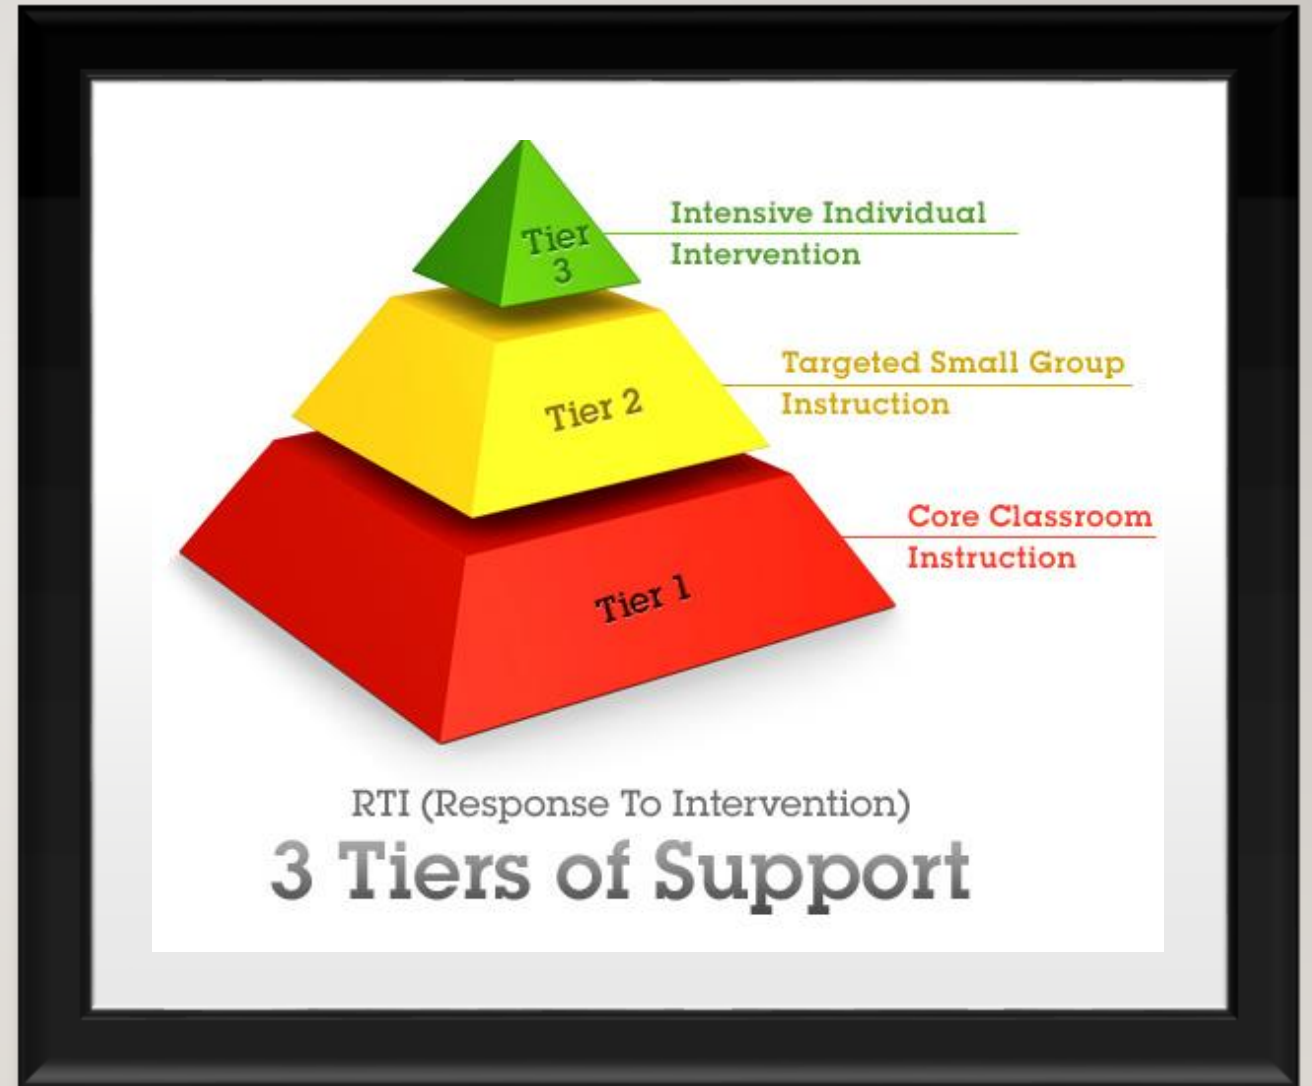 Tier
3
Intensive Individual
Intervention
Tier 2
Targeted Small Group
Instruction
Tier 1
Core Classroom
Instruction
RTI (Response To Intervention)
3 Tiers of Support